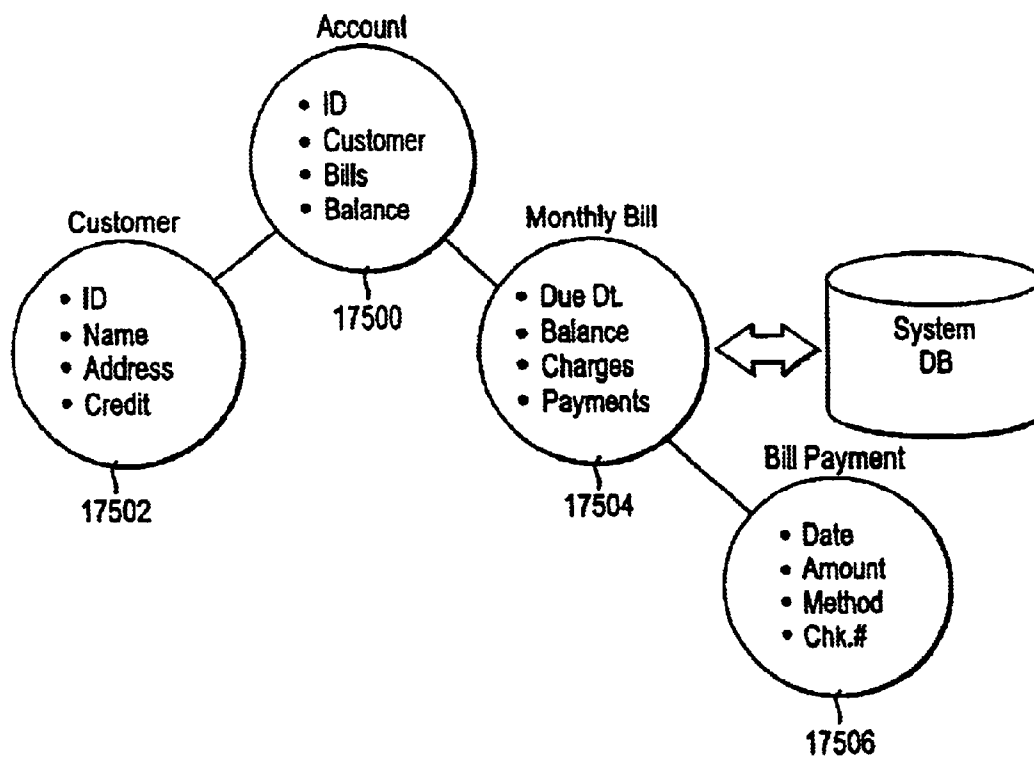 Account
• ID
• Customer
• Bills
• Balance
17500
Customer
• ID
• Name
• Address
• Credit
17502
Monthly Bill
• Due Dt.
• Balance
• Charges
• Payments
17504
System
DB
Bill Payment
• Date
• Amount
• Method
• Chk.#
17506